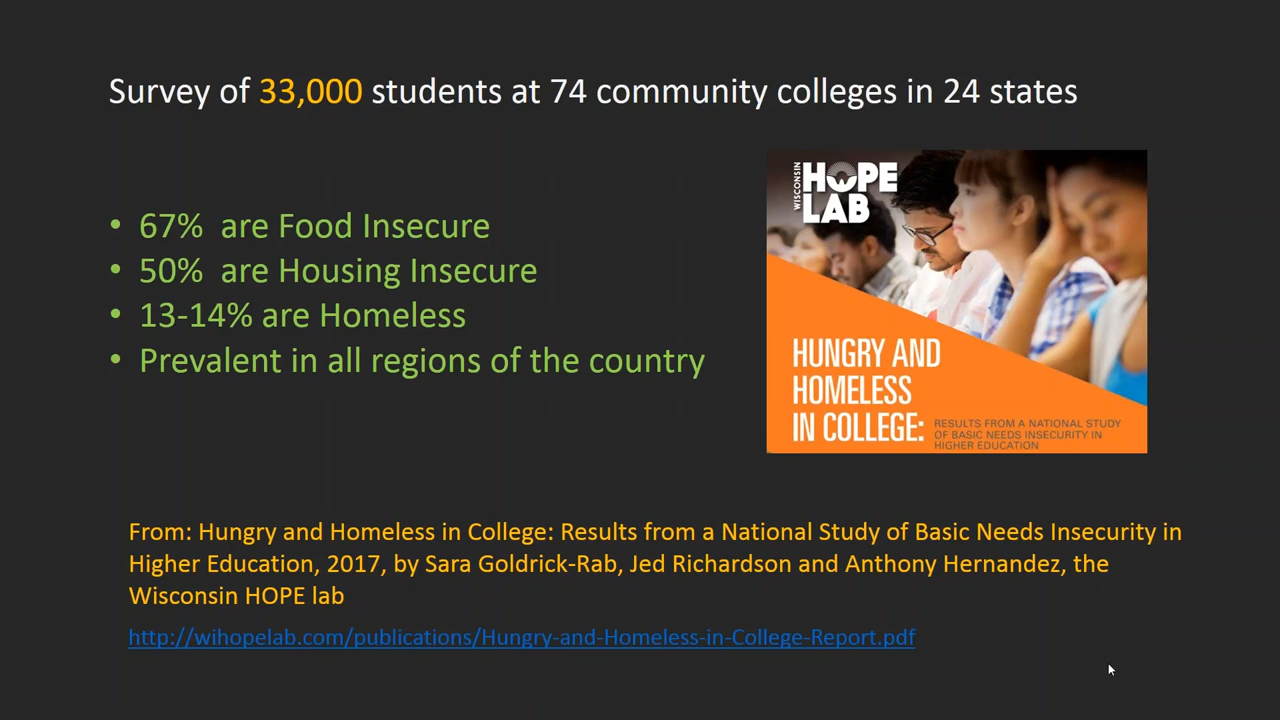 Survey of 33,000 students at 74 community colleges in 24 states
• 67%  are Food Insecure
• 50%  are Housing Insecure
• 13-14% are Homeless
• Prevalent in all regions of the country
WISCONSIN
HOPE
LAB
HUNGRY AND
HOMELESS
IN COLLEGE:
RESULTS FROM A NATIONAL STUDY
OF BASIC NEEDS INSECURITY IN
HIGHER EDUCATION
From: Hungry and Homeless in College: Results from a National Study of Basic Needs Insecurity in
Higher Education, 2017, by Sara Goldrick-Rab, Jed Richardson and Anthony Hernandez, the
Wisconsin HOPE lab
http://wihopelab.com/publications/Hungry-and-Homeless-in-College-Report.pdf